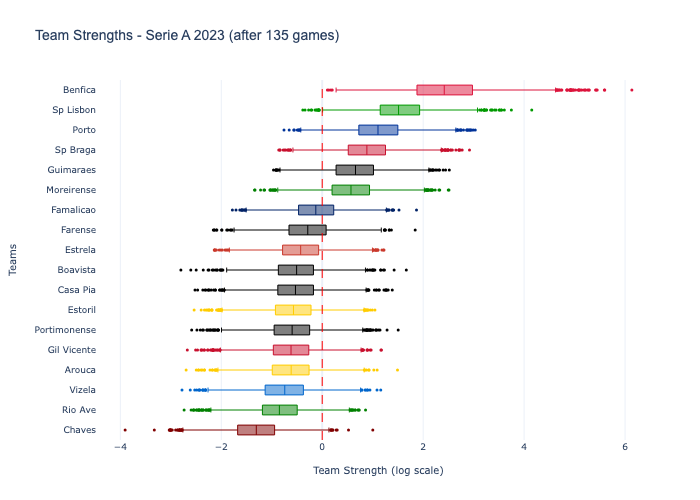 Team Strengths - Serie A 2023 (after 135 games)
Benfica
Sp Lisbon
Porto
Sp Braga
Guimaraes
Moreirense
Famalicao
Farense
Estrela
Boavista
Casa Pia
Estoril
Portimonense
Gil Vicente
Arouca
Vizela
Rio Ave
Chaves
Teams
−4 −2 0 2 4 6
Team Strength (log scale)